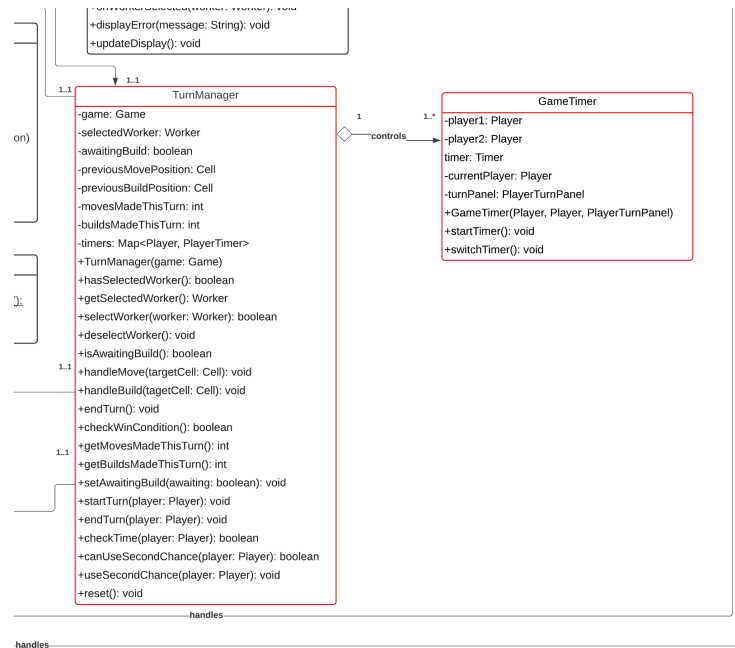 +displayError(message: String): void
+updateDisplay(): void
1..1
1..1
TurnManager
-game: Game
-selectedWorker: Worker
-awaitingBuild: boolean
-previousMovePosition: Cell
-previousBuildPosition: Cell
-movesMadeThisTurn: int
-buildsMadeThisTurn: int
-timers: Map<Player, PlayerTimer>
+TurnManager(game: Game)
+hasSelectedWorker(): boolean
+getSelectedWorker(): Worker
+selectWorker(worker: Worker): boolean
+deselectWorker(): void
+isAwaitingBuild(): boolean
+handleMove(targetCell: Cell): void
+handleBuild(tagetCell: Cell): void
+endTurn(): void
+checkWinCondition(): boolean
+getMovesMadeThisTurn(): int
+getBuildsMadeThisTurn(): int
+setAwaitingBuild(awaiting: boolean): void
+startTurn(player: Player): void
+endTurn(player: Player): void
+checkTime(player: Player): boolean
+canUseSecondChance(player: Player): boolean
+useSecondChance(player: Player): void
+reset(): void
1
controls
1..*
GameTimer
-player1: Player
-player2: Player
timer: Timer
-currentPlayer: Player
-turnPanel: PlayerTurnPanel
+GameTimer(Player, Player, PlayerTurnPanel)
+startTimer(): void
+switchTimer(): void
on)
):
1..1
1..1
handles
handles